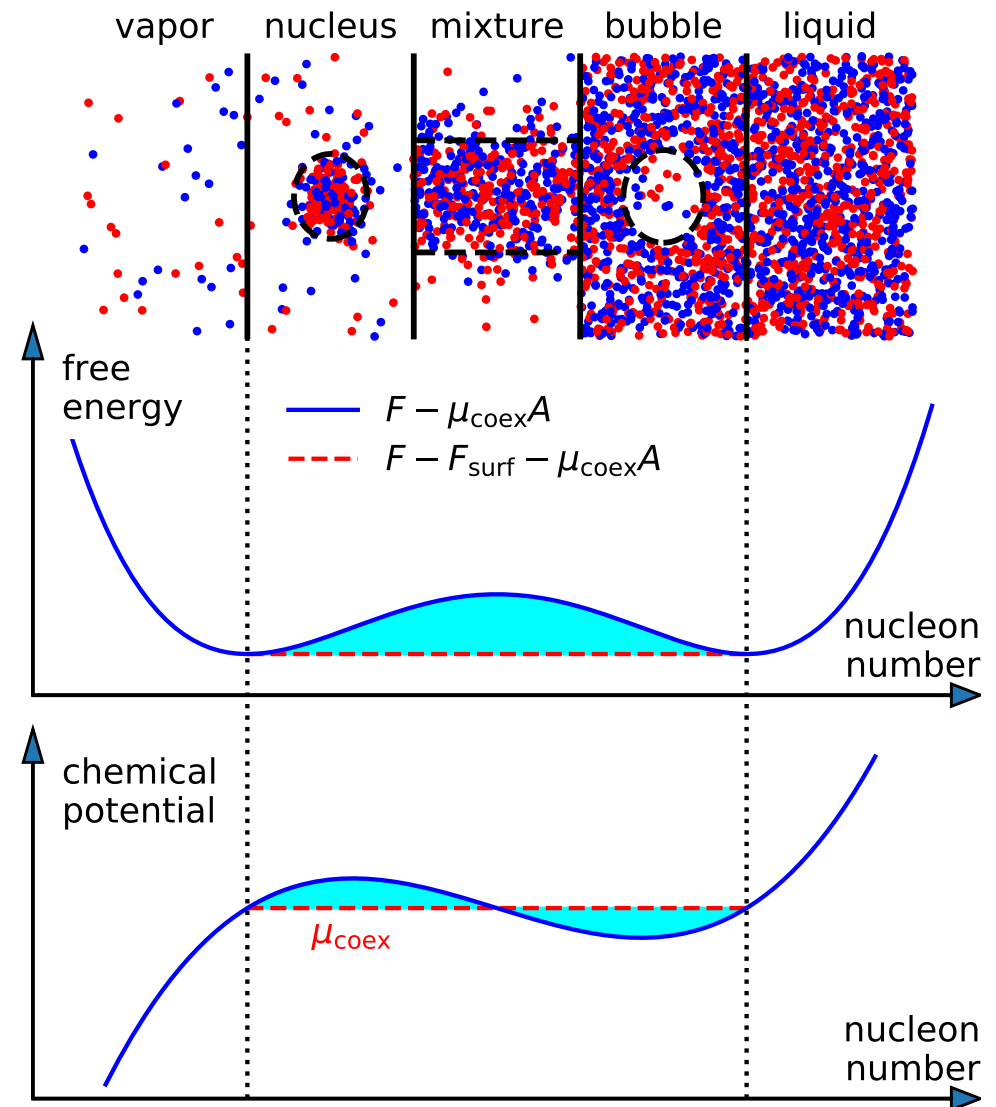 vapor nucleus mixture bubble liquid
free
energy
F − μcoexA
F − Fsurf − μcoexA
nucleon
number
chemical
potential
μcoex
nucleon
number